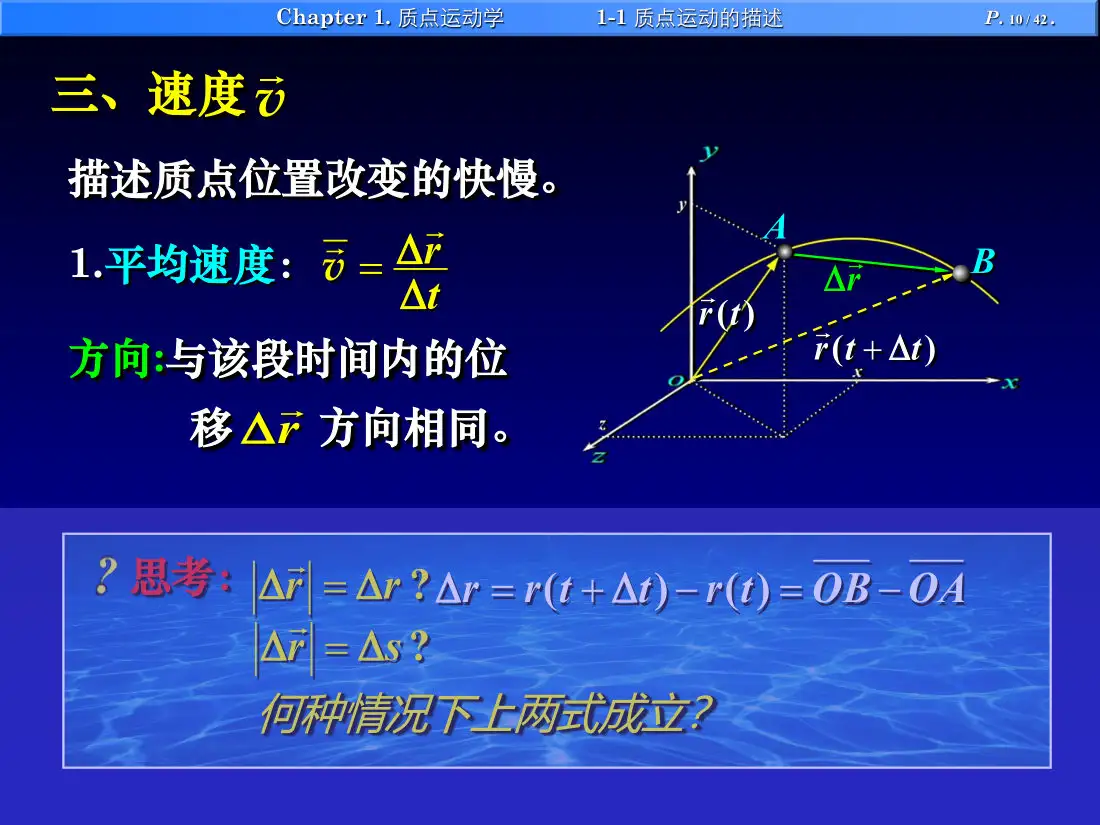 Chapter 1. 质点运动学 1-1 质点运动的描述 P. 10 / 42 .
三、速度 v⃗
描述质点位置改变的快慢。
1.平均速度： v⃗̅ = Δr⃗ / Δt
方向:与该段时间内的位
移 Δr⃗ 方向相同。
y
y
A
B
Δr⃗
r⃗(t)
r⃗(t + Δt)
x
o
x
z
z
? 思考： |Δr⃗| = Δr ? Δr = r(t + Δt) − r(t) = O̅B̅ − O̅A̅
|Δr⃗| = Δs ?
何种情况下上两式成立？